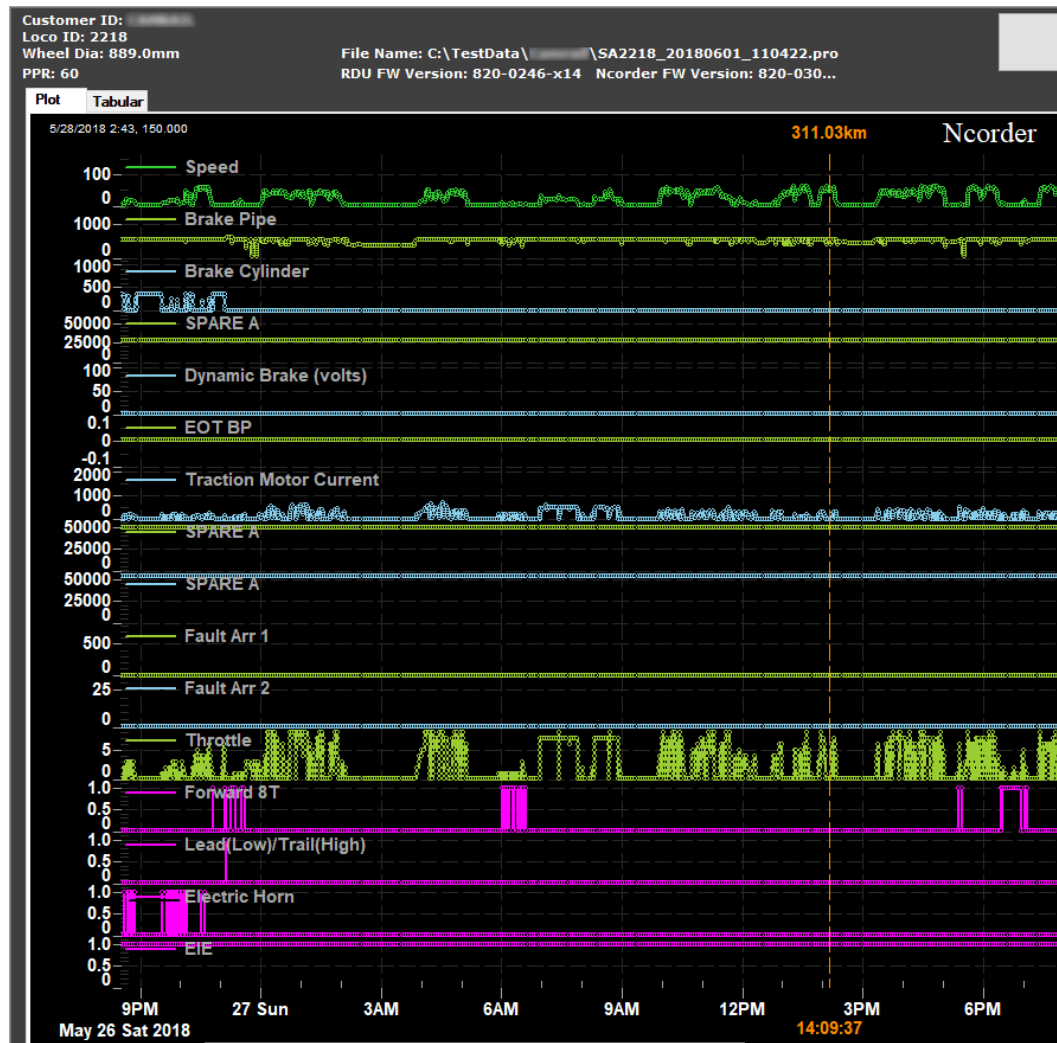 Customer ID:
Loco ID: 2218
Wheel Dia: 889.0mm File Name: C:\TestData\ \SA2218_20180601_110422.pro
PPR: 60 RDU FW Version: 820-0246-x14 Ncorder FW Version: 820-030...
Plot Tabular
5/28/2018 2:43, 150.000 311.03km Ncorder
Speed
100
0
Brake Pipe
1000
0
Brake Cylinder
1000
500
0
SPARE A
50000
25000
0
Dynamic Brake (volts)
100
50
0
EOT BP
0.1
0
-0.1
Traction Motor Current
2000
1000
0
SPARE A
50000
25000
0
SPARE A
50000
25000
0
Fault Arr 1
500
0
Fault Arr 2
25
0
Throttle
5
0
Forward 8T
1.0
0.5
0
Lead(Low)/Trail(High)
1.0
0.5
0
Electric Horn
1.0
0.5
0
EIE
1.0
0.5
0
9PM 27 Sun 3AM 6AM 9AM 12PM 3PM 6PM
May 26 Sat 2018 14:09:37